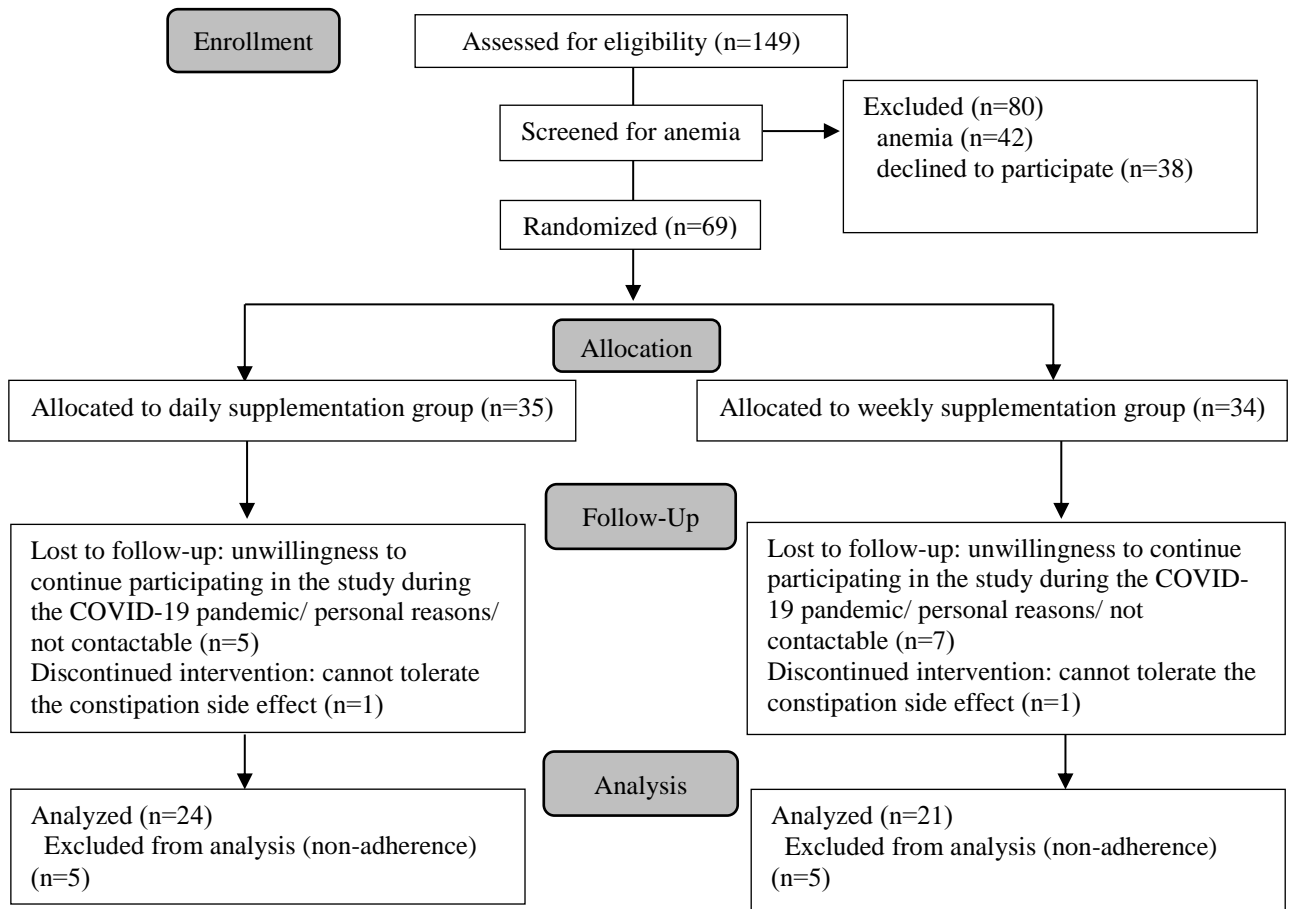 Enrollment
Assessed for eligibility (n=149)
Screened for anemia
Excluded (n=80)
anemia (n=42)
declined to participate (n=38)
Randomized (n=69)
Allocation
Allocated to daily supplementation group (n=35)
Allocated to weekly supplementation group (n=34)
Follow-Up
Lost to follow-up: unwillingness to
continue participating in the study during
the COVID-19 pandemic/ personal reasons/
not contactable (n=5)
Discontinued intervention: cannot tolerate
the constipation side effect (n=1)
Lost to follow-up: unwillingness to continue
participating in the study during the COVID-
19 pandemic/ personal reasons/ not
contactable (n=7)
Discontinued intervention: cannot tolerate the
constipation side effect (n=1)
Analysis
Analyzed (n=24)
Excluded from analysis (non-adherence)
(n=5)
Analyzed (n=21)
Excluded from analysis (non-adherence)
(n=5)